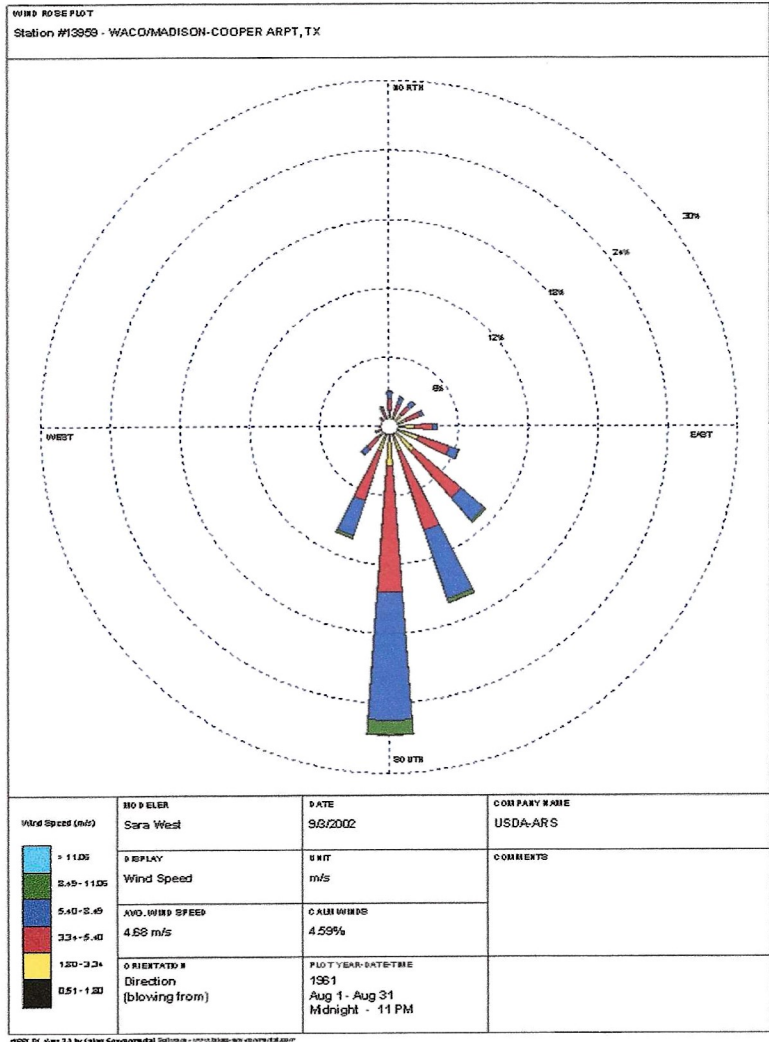 WIND ROSE PLOT
Station #13959 - WACO/MADISON-COOPER ARPT, TX
NORTH
30%
24%
18%
12%
6%
WEST
EAST
SOUTH
Wind Speed (m/s)
> 11.06
8.49 - 11.06
5.40 - 8.49
3.34 - 5.40
1.80 - 3.34
0.51 - 1.80
MODELER
Sara West
DATE
9/3/2002
COMPANY NAME
USDA-ARS
DISPLAY
Wind Speed
UNIT
m/s
COMMENTS
AVG. WIND SPEED
4.68 m/s
CALM WINDS
4.59%
ORIENTATION
Direction
(blowing from)
PLOT YEAR-DATE-TIME
1961
Aug 1 - Aug 31
Midnight - 11 PM